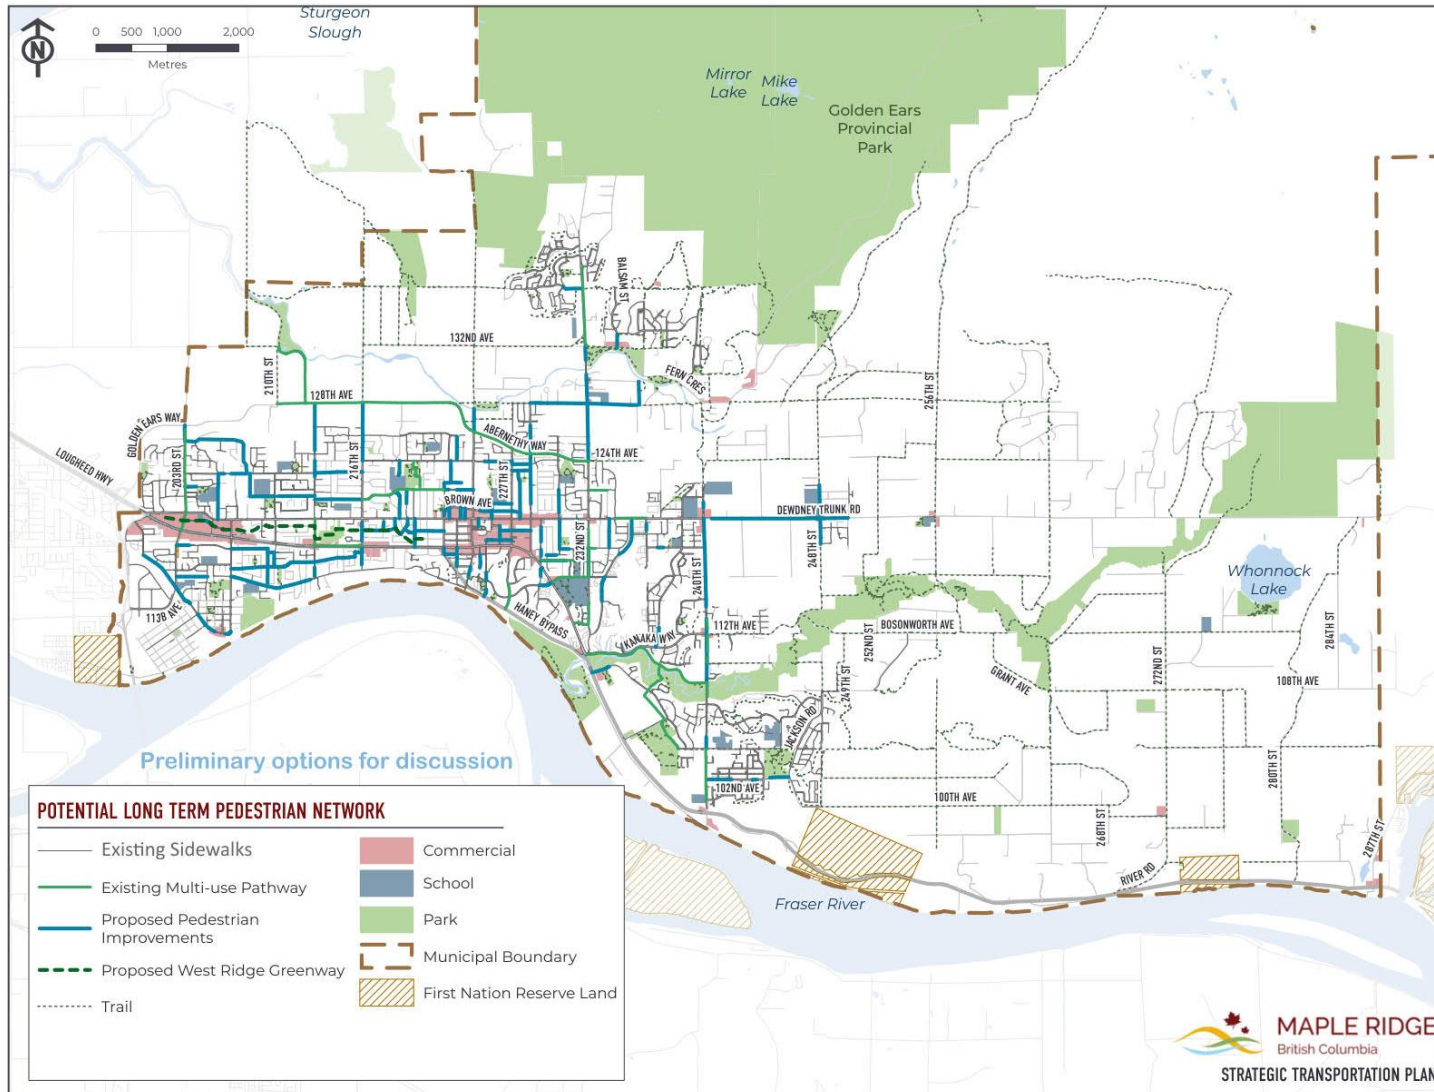 Sturgeon
Slough
N
0 500 1,000 2,000
Metres
Mirror
Lake
Mike
Lake
Golden Ears
Provincial
Park
BALSAM ST
132ND AVE
FERN CRES
210TH ST
128TH AVE
256TH ST
GOLDEN EARS WAY
ABERNETHY WAY
LOUGHEED HWY
203RD ST
216TH ST
124TH AVE
227TH ST
BROWN AVE
DEWDNEY TRUNK RD
232ND ST
248TH ST
240TH ST
Whonnock
Lake
113B AVE
HANEY BYPASS
KANAKA WAY
112TH AVE
252ND ST
BOSONWORTH AVE
284TH ST
272ND ST
249TH ST
GRANT AVE
108TH AVE
JACKSON RD
280TH ST
102ND AVE
100TH AVE
268TH ST
287TH ST
RIVER RD
Fraser River
Preliminary options for discussion
POTENTIAL LONG TERM PEDESTRIAN NETWORK
Existing Sidewalks
Existing Multi-use Pathway
Proposed Pedestrian
Improvements
Proposed West Ridge Greenway
Trail
Commercial
School
Park
Municipal Boundary
First Nation Reserve Land
MAPLE RIDGE
British Columbia
STRATEGIC TRANSPORTATION PLAN